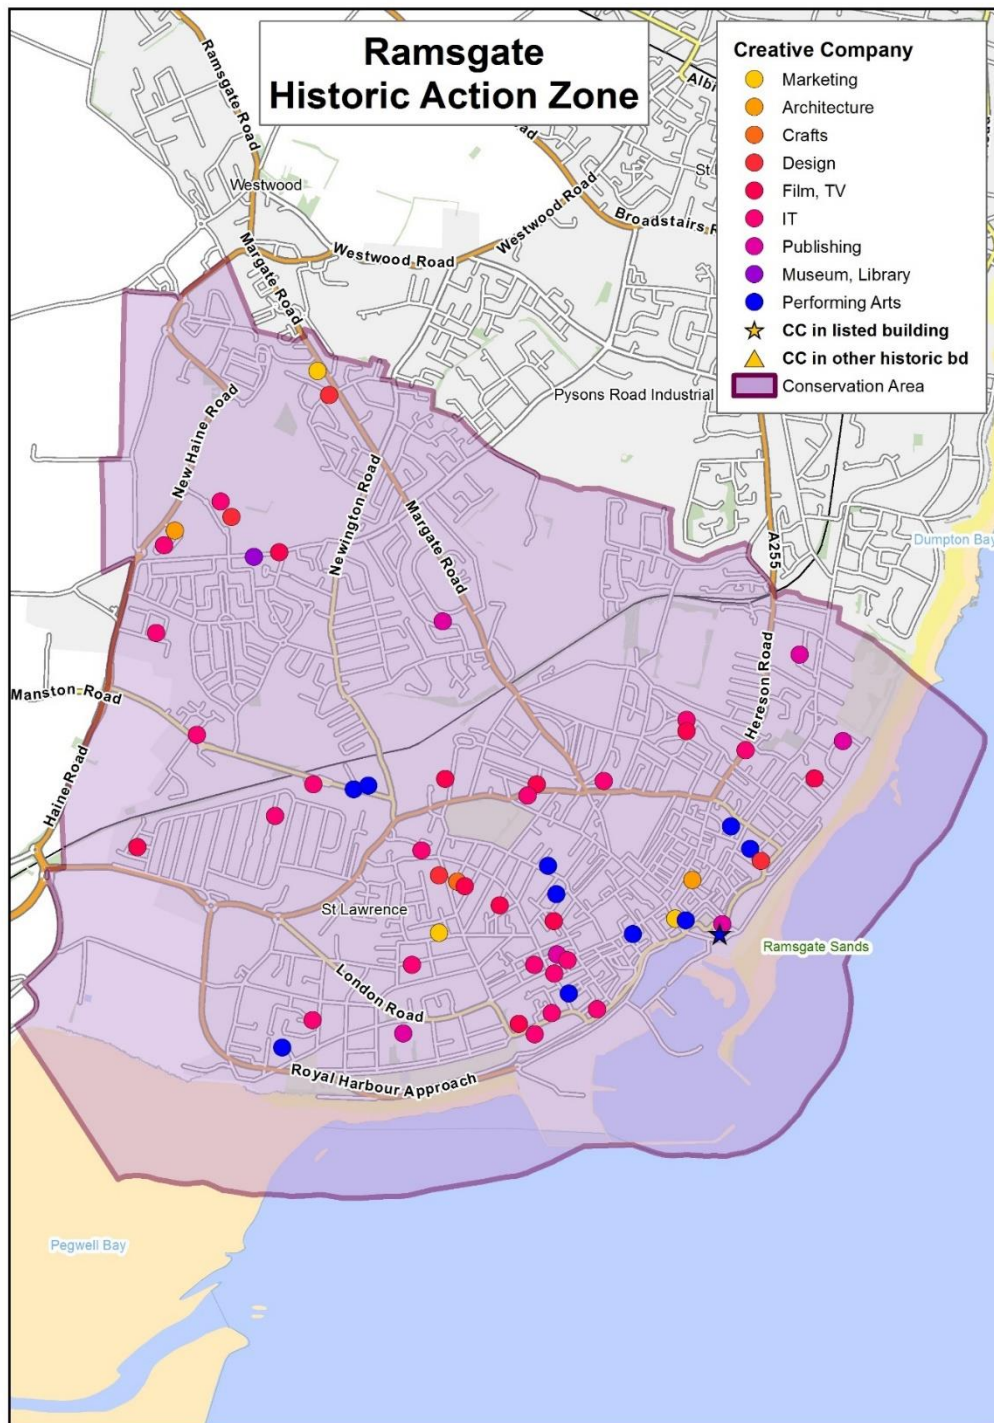 Ramsgate
Historic Action Zone
Creative Company
Marketing
Architecture
Crafts
Design
Film, TV
IT
Publishing
Museum, Library
Performing Arts
CC in listed building
CC in other historic bd
Conservation Area
Ramsgate Road
Westwood
Margate Road
Westwood Road
Westwood Road
Broadstairs
Pysons Road Industrial
New Haine Road
Newington Road
Margate Road
A255
Dumpton Bay
Hereson Road
Manston Road
Haine Road
St Lawrence
London Road
Ramsgate Sands
Royal Harbour Approach
Pegwell Bay